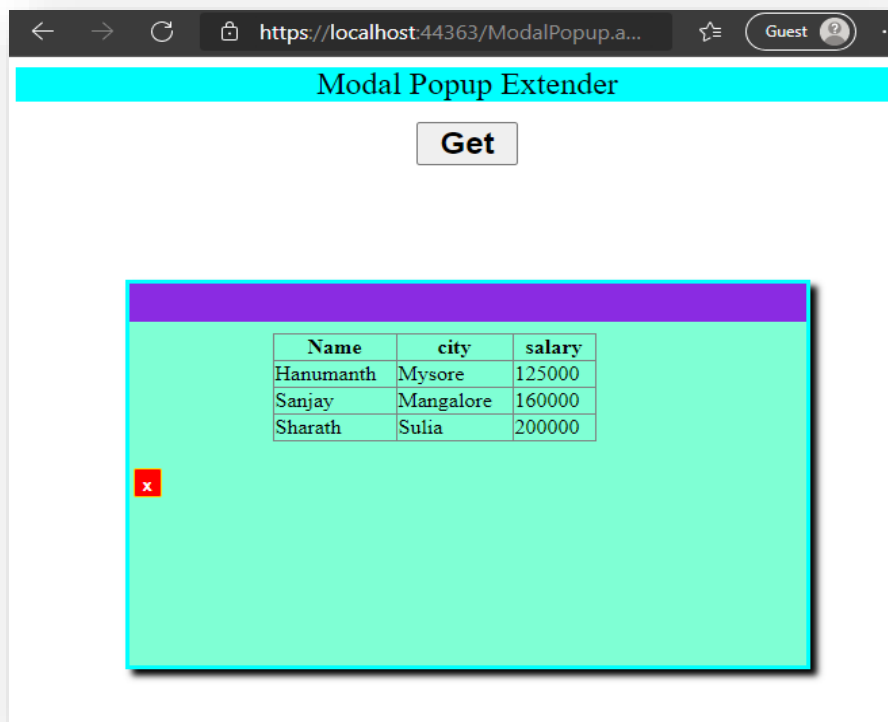 https://localhost:44363/ModalPopup.a...
Guest
Modal Popup Extender
Get
Name city salary
Hanumanth Mysore 125000
Sanjay Mangalore 160000
Sharath Sulia 200000
x